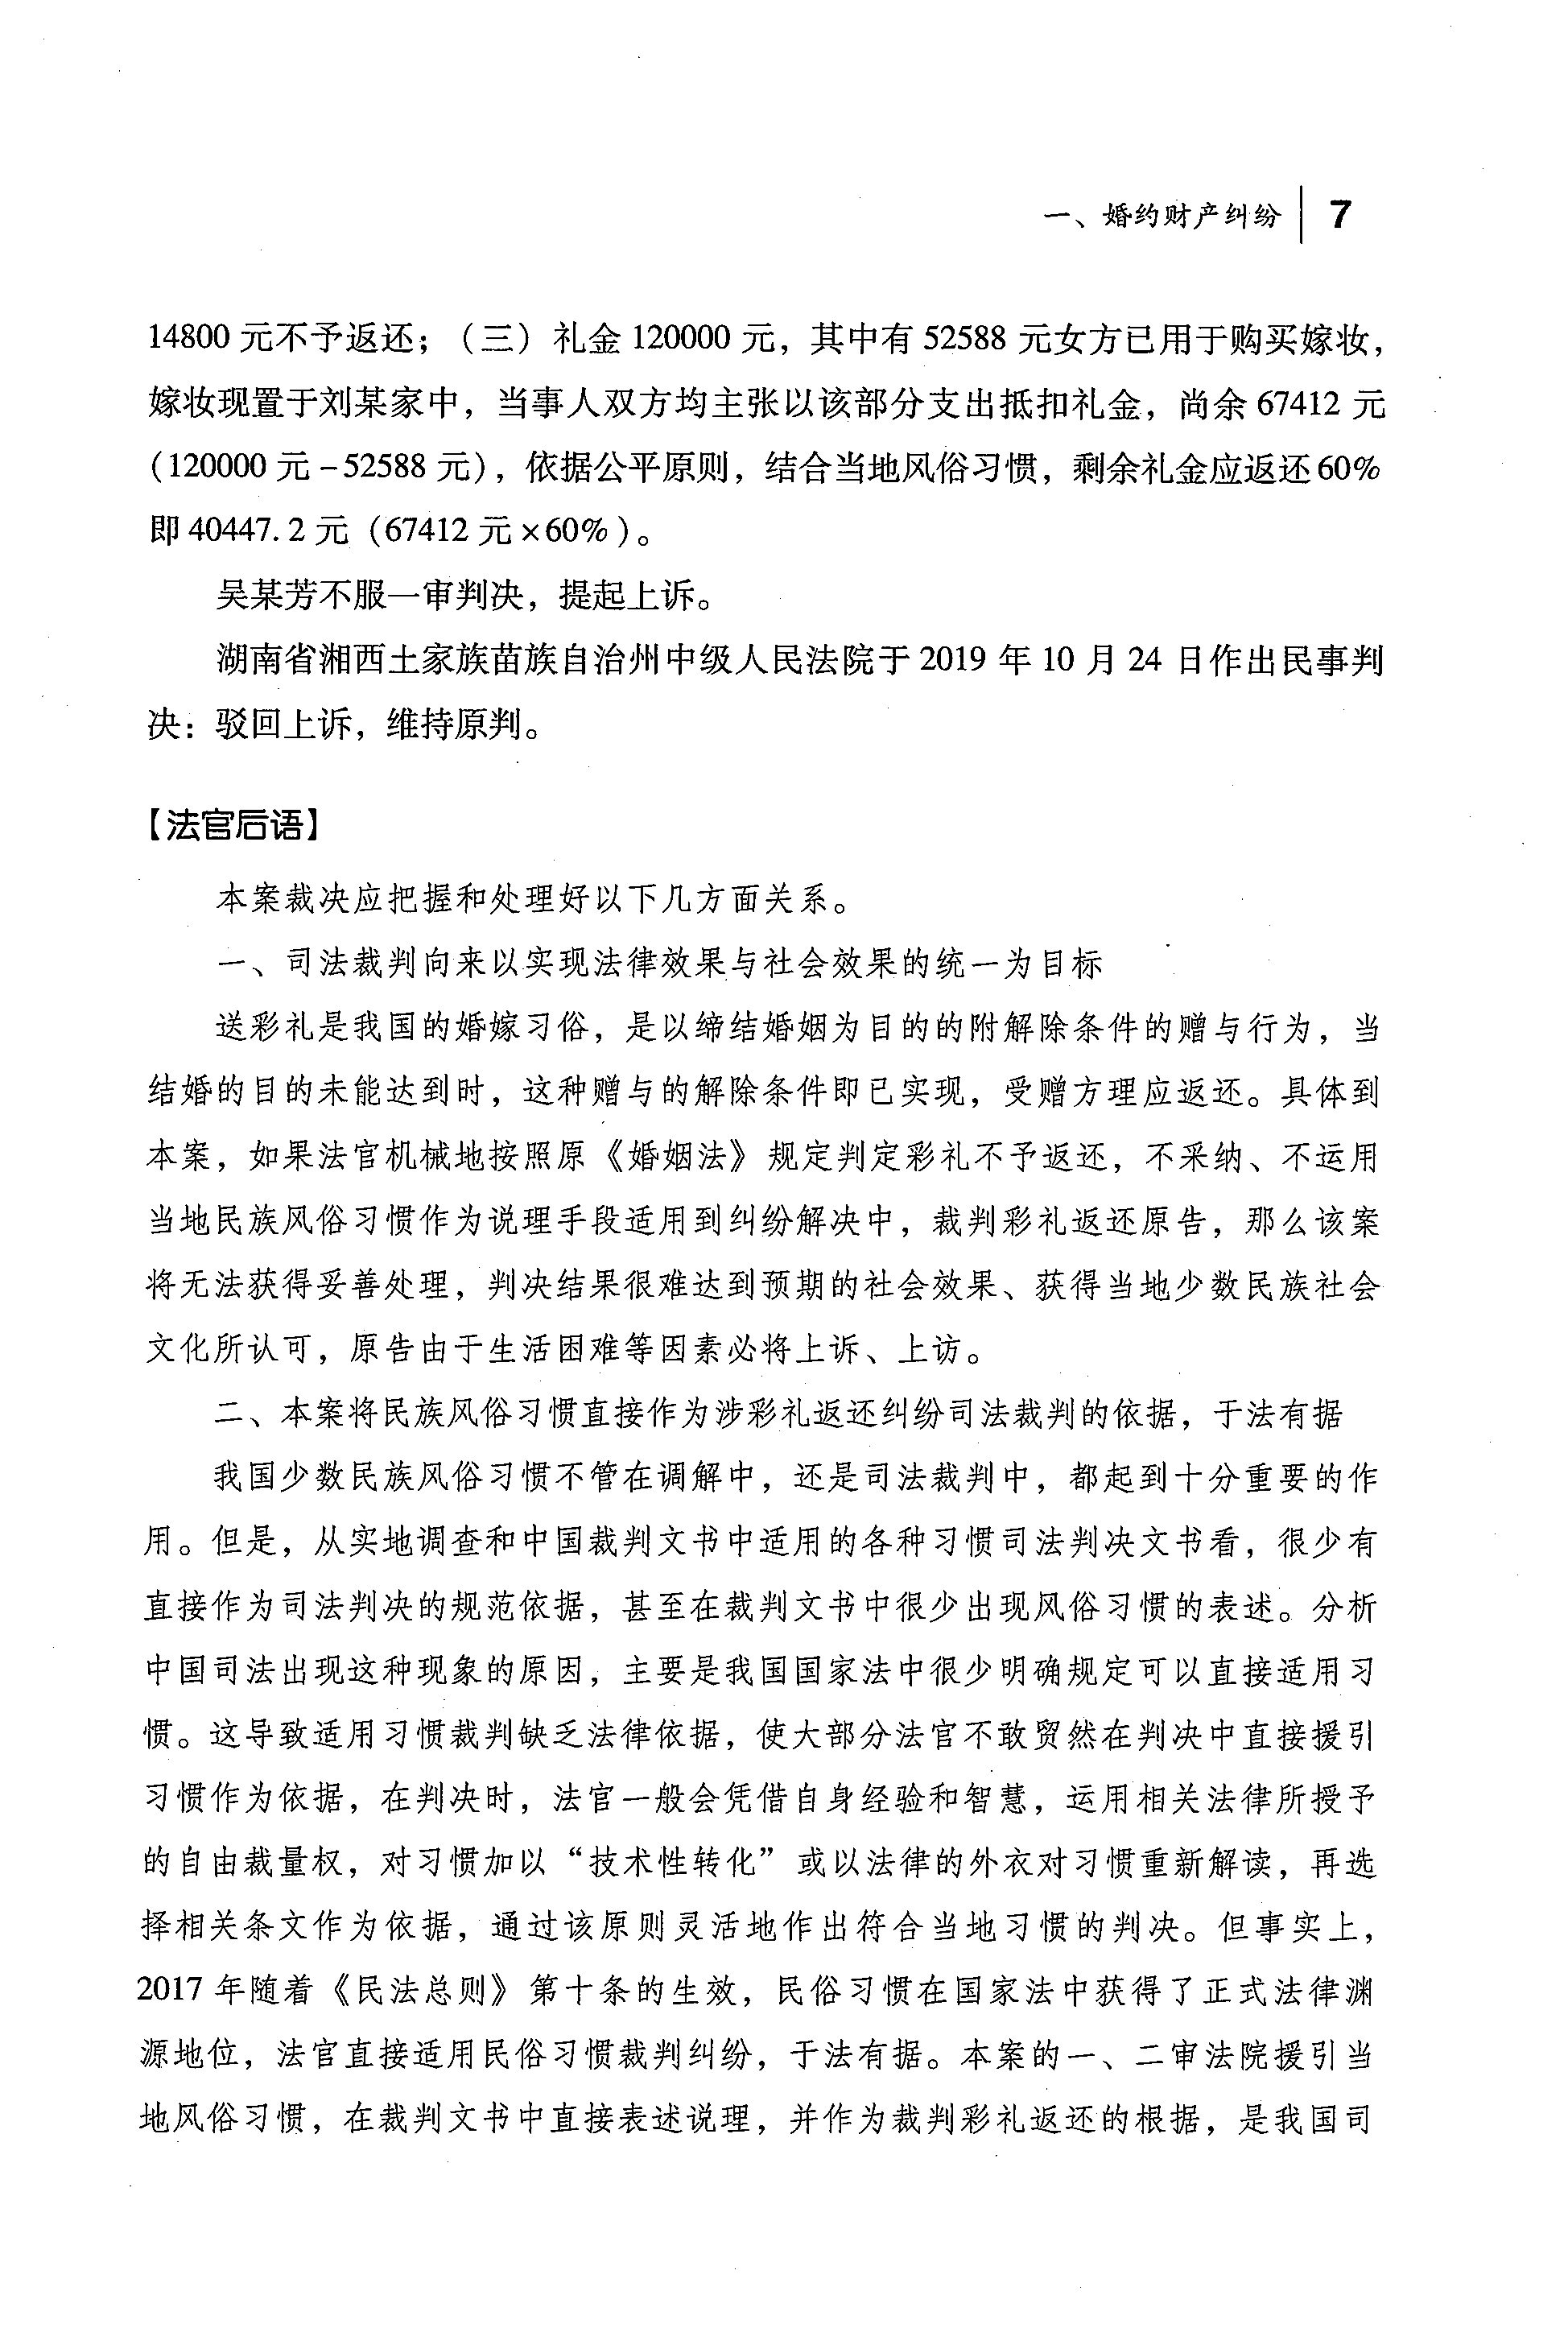 一、婚约财产纠纷 7
14800 元不予返还；（三）礼金 120000 元，其中有 52588 元女方已用于购买嫁妆，
嫁妆现置于刘某家中，当事人双方均主张以该部分支出抵扣礼金，尚余 67412 元
（120000 元－52588 元），依据公平原则，结合当地风俗习惯，剩余礼金应返还60%
即 40447.2 元（67412 元×60%）。
吴某芳不服一审判决，提起上诉。
湖南省湘西土家族苗族自治州中级人民法院于 2019 年 10 月 24 日作出民事判
决：驳回上诉，维持原判。
【法官后语】
本案裁决应把握和处理好以下几方面关系。
一、司法裁判向来以实现法律效果与社会效果的统一为目标
送彩礼是我国的婚嫁习俗，是以缔结婚姻为目的的附解除条件的赠与行为，当
结婚的目的未能达到时，这种赠与的解除条件即已实现，受赠方理应返还。具体到
本案，如果法官机械地按照原《婚姻法》规定判定彩礼不予返还，不采纳、不运用
当地民族风俗习惯作为说理手段适用到纠纷解决中，裁判彩礼返还原告，那么该案
将无法获得妥善处理，判决结果很难达到预期的社会效果、获得当地少数民族社会
文化所认可，原告由于生活困难等因素必将上诉、上访。
二、本案将民族风俗习惯直接作为涉彩礼返还纠纷司法裁判的依据，于法有据
我国少数民族风俗习惯不管在调解中，还是司法裁判中，都起到十分重要的作
用。但是，从实地调查和中国裁判文书中适用的各种习惯司法判决文书看，很少有
直接作为司法判决的规范依据，甚至在裁判文书中很少出现风俗习惯的表述。分析
中国司法出现这种现象的原因，主要是我国国家法中很少明确规定可以直接适用习
惯。这导致适用习惯裁判缺乏法律依据，使大部分法官不敢贸然在判决中直接援引
习惯作为依据，在判决时，法官一般会凭借自身经验和智慧，运用相关法律所授予
的自由裁量权，对习惯加以“技术性转化”或以法律的外衣对习惯重新解读，再选
择相关条文作为依据，通过该原则灵活地作出符合当地习惯的判决。但事实上，
2017 年随着《民法总则》第十条的生效，民俗习惯在国家法中获得了正式法律渊
源地位，法官直接适用民俗习惯裁判纠纷，于法有据。本案的一、二审法院援引当
地风俗习惯，在裁判文书中直接表述说理，并作为裁判彩礼返还的根据，是我国司